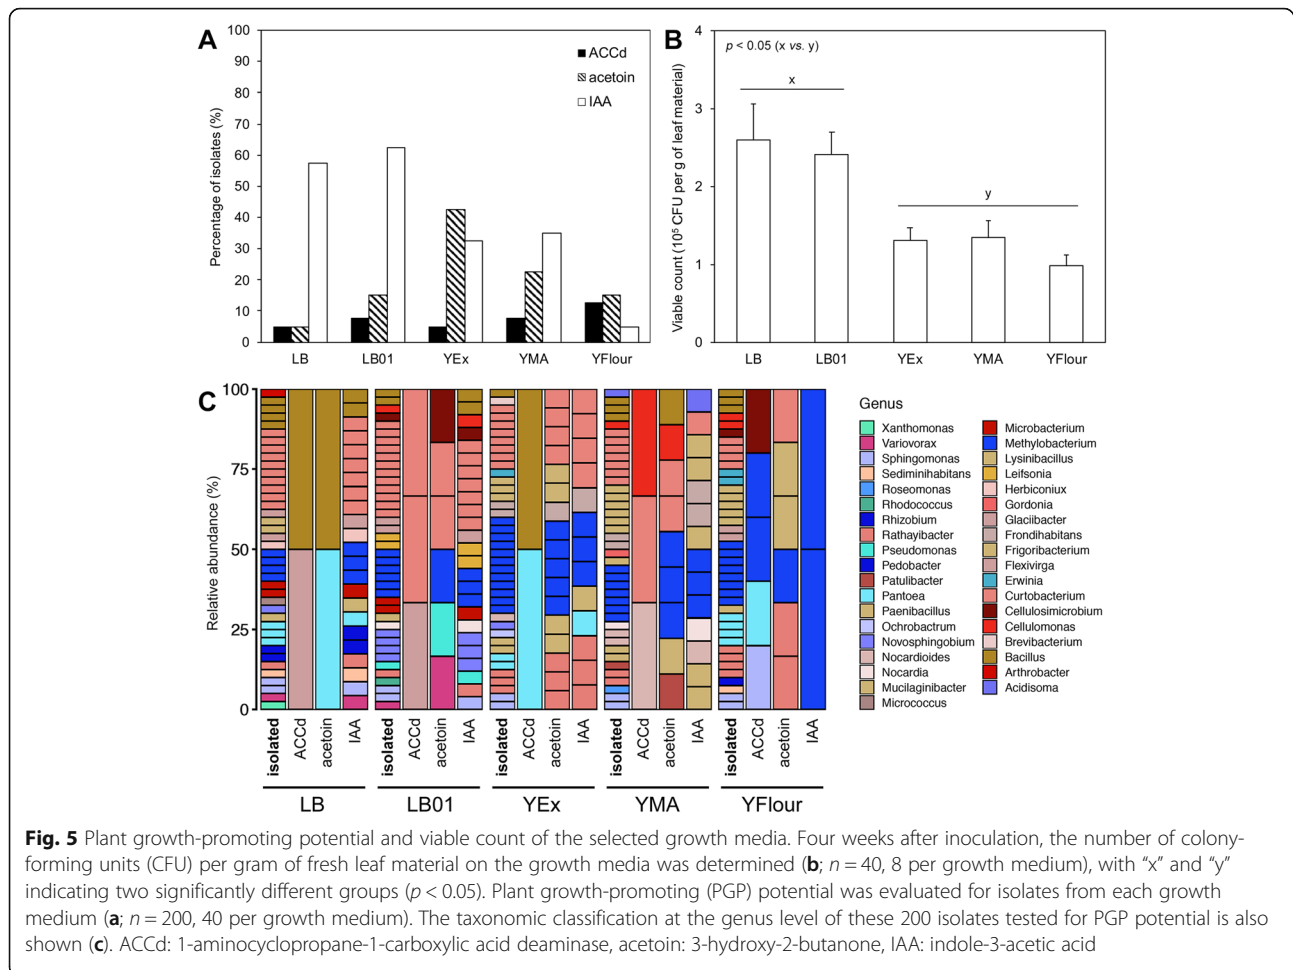 A
100
90
80
70
60
50
40
30
20
10
0
Percentage of isolates (%)
ACCd
acetoin
IAA
LB LB01 YEx YMA YFlour
B
p < 0.05 (x vs. y)
x
y
4
3
2
1
0
Viable count (10⁵ CFU per g of leaf material)
LB LB01 YEx YMA YFlour
C
100
75
50
25
0
Relative abundance (%)
isolated ACCd acetoin IAA isolated ACCd acetoin IAA isolated ACCd acetoin IAA isolated ACCd acetoin IAA isolated ACCd acetoin IAA
LB LB01 YEx YMA YFlour
Genus
Xanthomonas
Variovorax
Sphingomonas
Sediminihabitans
Roseomonas
Rhodococcus
Rhizobium
Rathayibacter
Pseudomonas
Pedobacter
Patulibacter
Pantoea
Paenibacillus
Ochrobactrum
Novosphingobium
Nocardioides
Nocardia
Mucilaginibacter
Micrococcus
Microbacterium
Methylobacterium
Lysinibacillus
Leifsonia
Herbiconiux
Gordonia
Glaciibacter
Frondihabitans
Frigoribacterium
Flexivirga
Erwinia
Curtobacterium
Cellulosimicrobium
Cellulomonas
Brevibacterium
Bacillus
Arthrobacter
Acidisoma
Fig. 5 Plant growth-promoting potential and viable count of the selected growth media. Four weeks after inoculation, the number of colony-
forming units (CFU) per gram of fresh leaf material on the growth media was determined (b; n = 40, 8 per growth medium), with “x” and “y”
indicating two significantly different groups (p < 0.05). Plant growth-promoting (PGP) potential was evaluated for isolates from each growth
medium (a; n = 200, 40 per growth medium). The taxonomic classification at the genus level of these 200 isolates tested for PGP potential is also
shown (c). ACCd: 1-aminocyclopropane-1-carboxylic acid deaminase, acetoin: 3-hydroxy-2-butanone, IAA: indole-3-acetic acid